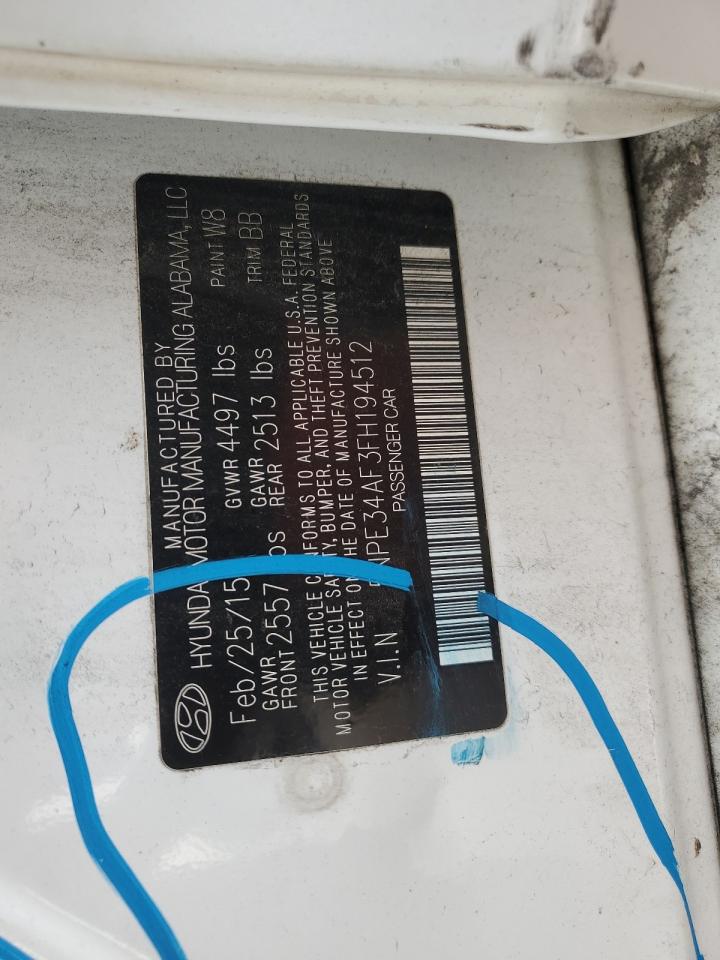 MANUFACTURED BY
HYUNDAI MOTOR MANUFACTURING ALABAMA, LLC
Feb/25/15 GVWR 4497 lbs PAINT W8
GAWR FRONT 2557 lbs GAWR REAR 2513 lbs TRIM BB
THIS VEHICLE CONFORMS TO ALL APPLICABLE U.S.A. FEDERAL
MOTOR VEHICLE SAFETY, BUMPER, AND THEFT PREVENTION STANDARDS
IN EFFECT ON THE DATE OF MANUFACTURE SHOWN ABOVE
V.I.N NPE34AF3FH194512
PASSENGER CAR